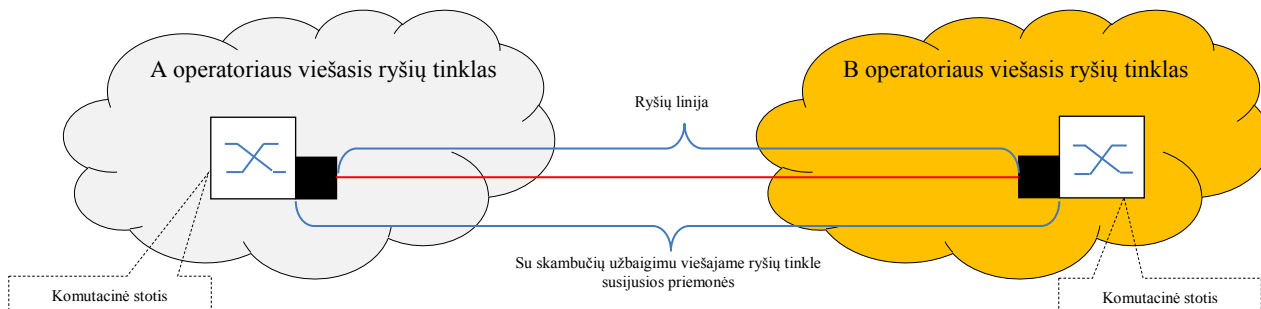 A operatoriaus viešasis ryšių tinklas
B operatoriaus viešasis ryšių tinklas
Ryšių linija
Su skambučių užbaigimu viešajame ryšių tinkle
susijusios priemonės
Komutacinė stotis
Komutacinė stotis